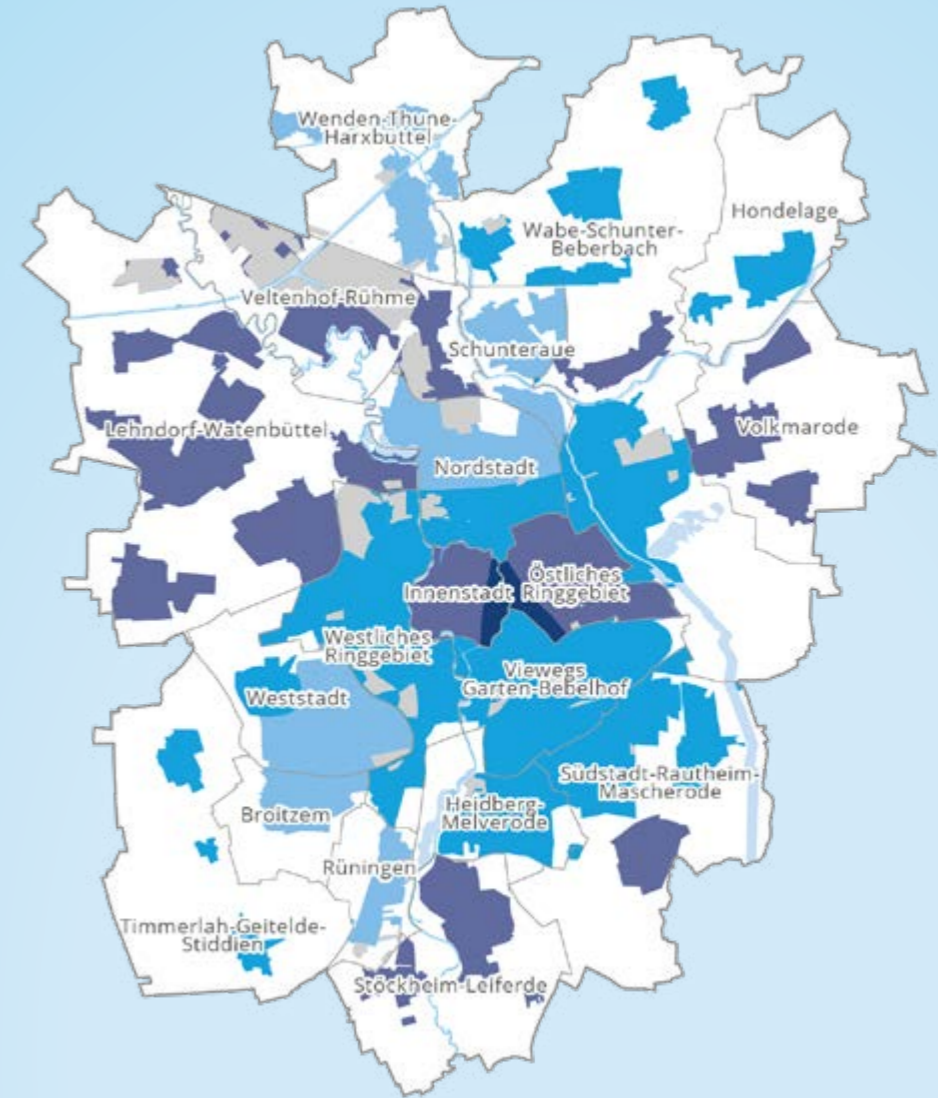 Wenden-Thune-
Harxbüttel
Hondelage
Wabe-Schunter-
Beberbach
Veltenhof-Rühme
Schunteraue
Lehndorf-Watenbüttel
Volkmarode
Nordstadt
Innenstadt
Östliches
Ringgebiet
Westliches
Ringgebiet
Viewegs
Garten-Bebelhof
Weststadt
Südstadt-Rautheim-
Mascherode
Heidberg-
Melverode
Broitzem
Rüningen
Timmerlah-Geitelde-
Stiddien
Stöckheim-Leiferde